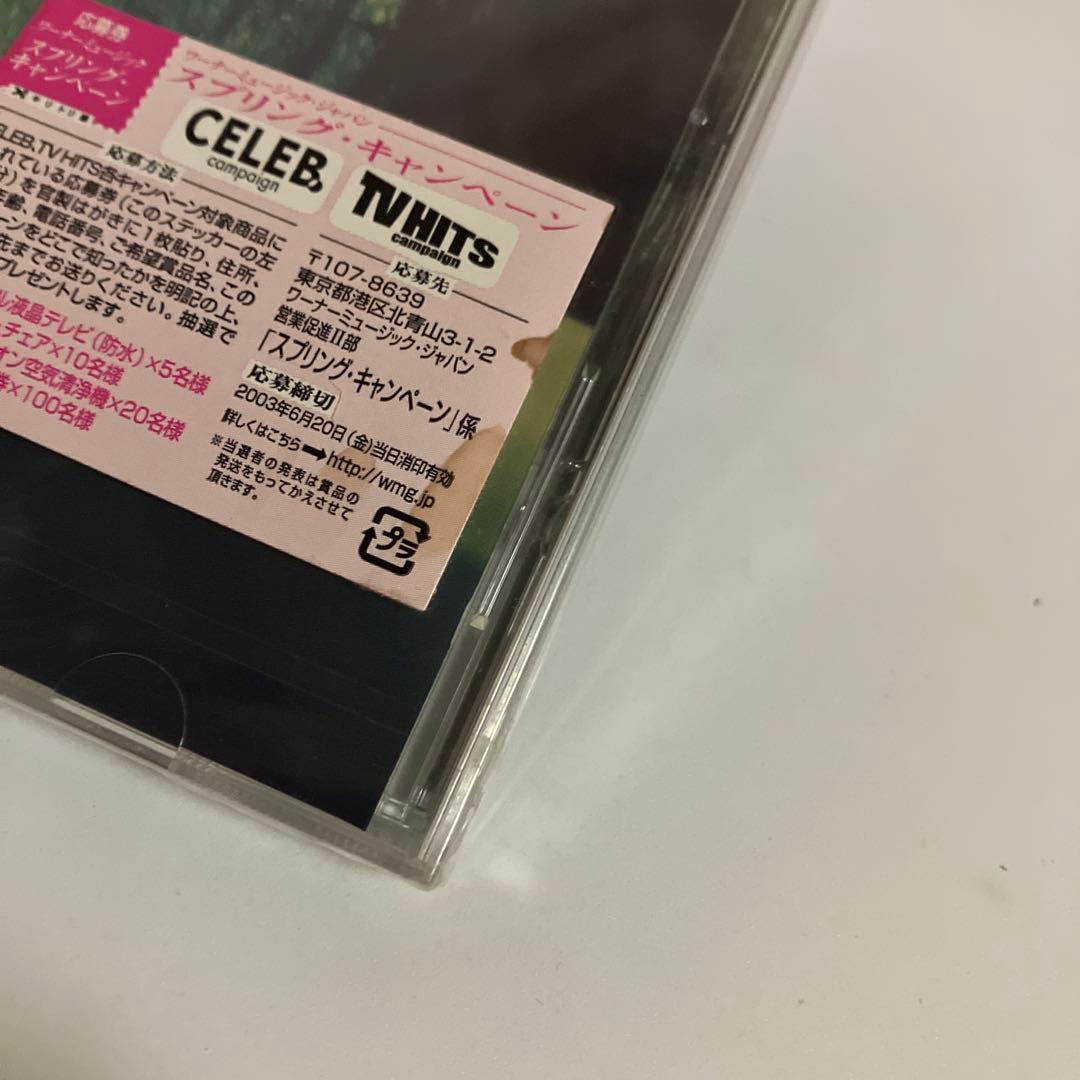 応募券
ワーナーミュージック
スプリング・
キャンペーン
キリトリ線
ワーナーミュージック・ジャパン
スプリング・キャンペーン
CELEB.
campaign
TV HITS
campaign
応募方法
ELEB、TV HITS各キャンペーン対象商品に
れている応募券(このステッカーの左
分)を官製はがきに1枚貼り、住所、
年齢、電話番号、ご希望賞品名、この
ーンをどこで知ったかを明記の上、
先までお送りください。抽選で
プレゼントします。
ル液晶テレビ(防水)×5名様
チェア×10名様
オン空気清浄機×20名様
券×100名様
応募先
〒107-8639
東京都港区北青山3-1-2
ワーナーミュージック・ジャパン
営業促進Ⅱ部
「スプリング・キャンペーン」係
応募締切
2003年6月20日(金)当日消印有効
詳しくはこちら➡http://wmg.jp
※当選者の発表は賞品の
発送をもってかえさせて
頂きます。
プラ